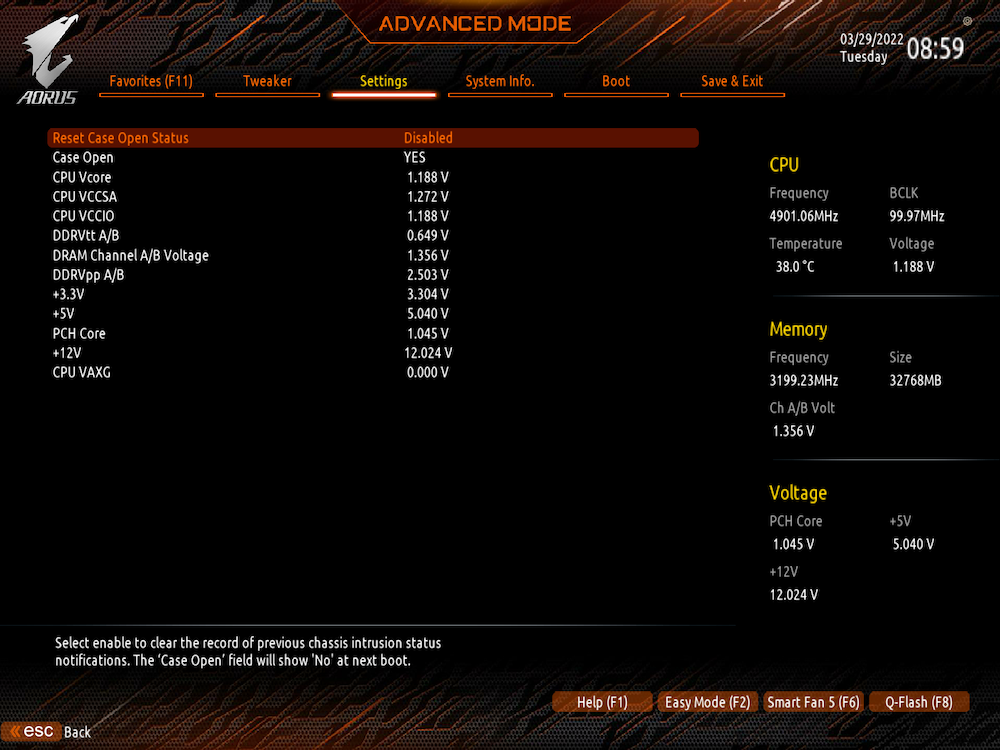 ADVANCED MODE
AORUS
03/29/2022
Tuesday
08:59
Favorites (F11) Tweaker Settings System Info. Boot Save & Exit
Reset Case Open Status Disabled
Case Open YES
CPU Vcore 1.188 V
CPU VCCSA 1.272 V
CPU VCCIO 1.188 V
DDRVtt A/B 0.649 V
DRAM Channel A/B Voltage 1.356 V
DDRVpp A/B 2.503 V
+3.3V 3.304 V
+5V 5.040 V
PCH Core 1.045 V
+12V 12.024 V
CPU VAXG 0.000 V
CPU
Frequency BCLK
4901.06MHz 99.97MHz
Temperature Voltage
38.0 °C 1.188 V
Memory
Frequency Size
3199.23MHz 32768MB
Ch A/B Volt
1.356 V
Voltage
PCH Core +5V
1.045 V 5.040 V
+12V
12.024 V
Select enable to clear the record of previous chassis intrusion status
notifications. The ‘Case Open’ field will show 'No' at next boot.
Help (F1) Easy Mode (F2) Smart Fan 5 (F6) Q-Flash (F8)
«esc Back